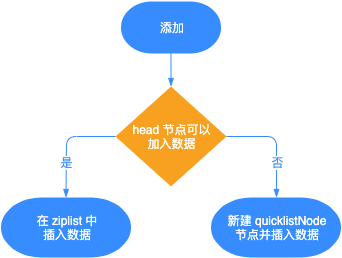 添加
head 节点可以
加入数据
是
否
在 ziplist 中
插入数据
新建 quicklistNode
节点并插入数据